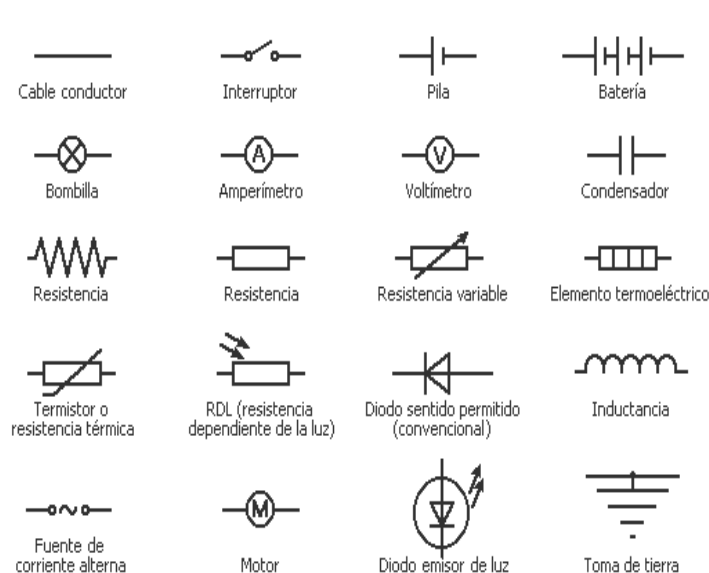 Cable conductor
Interruptor
Pila
Batería
Bombilla
A
Amperímetro
V
Voltímetro
Condensador
Resistencia
Resistencia
Resistencia variable
Elemento termoeléctrico
Termistor o
resistencia térmica
RDL (resistencia
dependiente de la luz)
Diodo sentido permitido
(convencional)
Inductancia
Fuente de
corriente alterna
M
Motor
Diodo emisor de luz
Toma de tierra